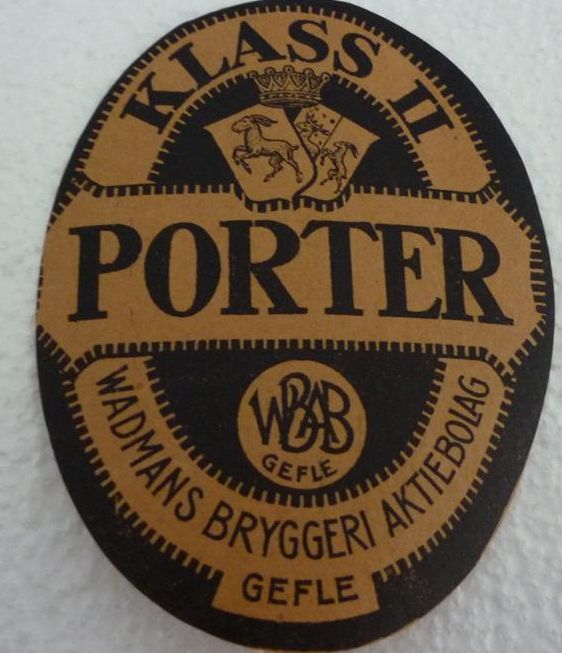 KLASS II
PORTER
WBAB
GEFLE
WADMANS BRYGGERI AKTIEBOLAG
GEFLE